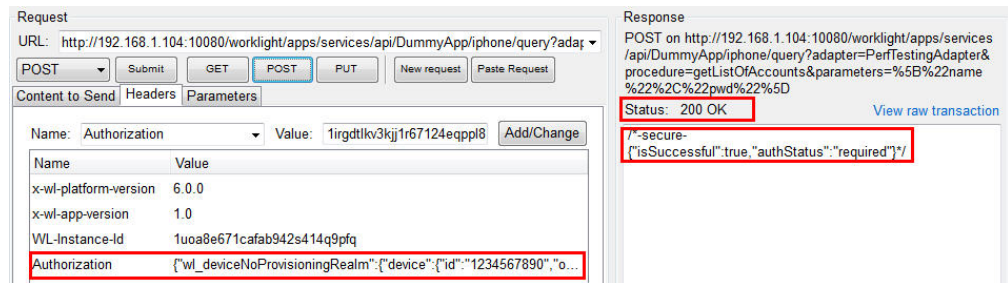 Request
URL: http://192.168.1.104:10080/worklight/apps/services/api/DummyApp/iphone/query?adap
POST Submit GET POST PUT New request Paste Request
Content to Send Headers Parameters
Name: Authorization Value: 1irgdtlkv3kjj1r67124eqppl8 Add/Change
Name Value
x-wl-platform-version 6.0.0
x-wl-app-version 1.0
WL-Instance-Id 1uoa8e671cafab942s414q9pfq
Authorization {"wl_deviceNoProvisioningRealm":{"device":{"id":"1234567890","o...
Response
POST on http://192.168.1.104:10080/worklight/apps/services
/api/DummyApp/iphone/query?adapter=PerfTestingAdapter&
procedure=getListOfAccounts&parameters=%5B%22name
%22%2C%22pwd%22%5D
Status: 200 OK View raw transaction
/*-secure-
{"isSuccessful":true,"authStatus":"required"}*/